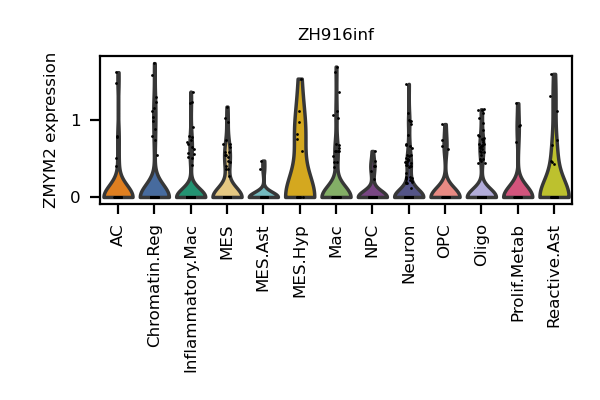 ZH916inf
ZMYM2 expression
1
0
AC
Chromatin.Reg
Inflammatory.Mac
MES
MES.Ast
MES.Hyp
Mac
NPC
Neuron
OPC
Oligo
Prolif.Metab
Reactive.Ast